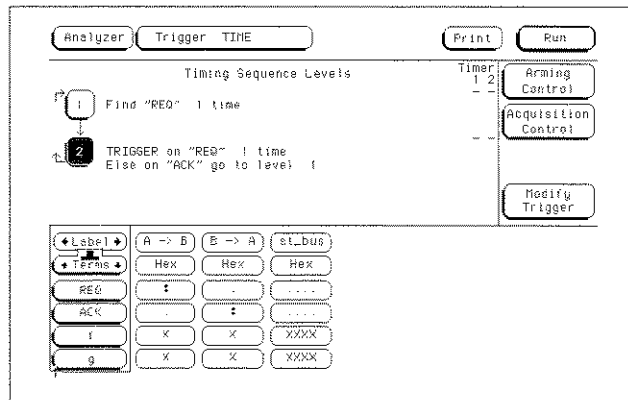 Analyzer Trigger TIME Print Run
Timing Sequence Levels
Timer
1 2
Arming
Control
1 Find "REQ" 1 time
Acquisition
Control
2 TRIGGER on "REQ" 1 time
Else on "ACK" go to level 1
Modify
Trigger
Label A -> B B -> A st_bus
Terms Hex Hex Hex
REQ : . ....
ACK . : ....
f X X XXXX
g X X XXXX